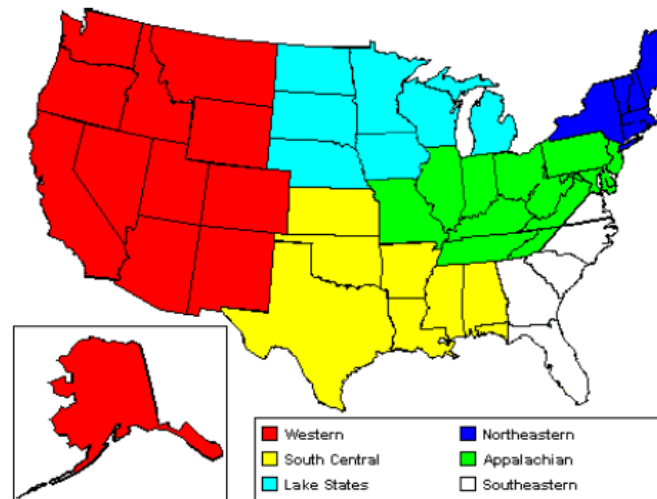 Western
South Central
Lake States
Northeastern
Appalachian
Southeastern